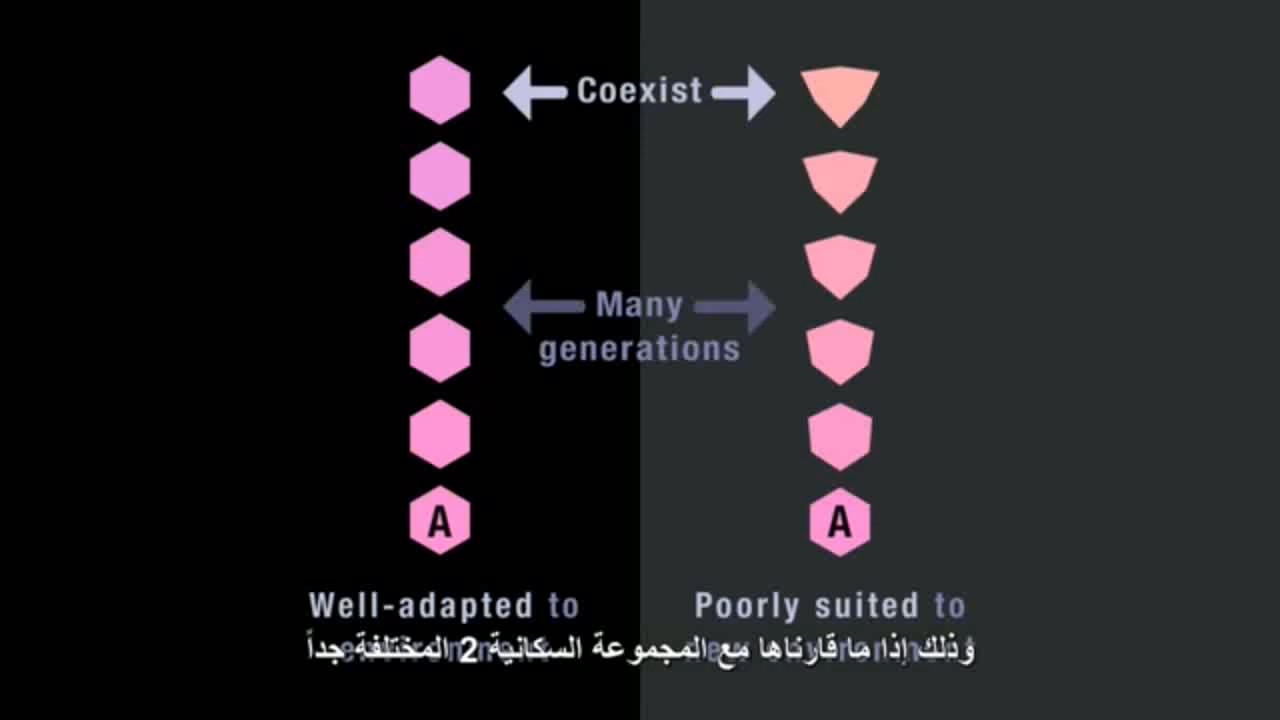 Coexist
Many
generations
A
A
Well-adapted to
Poorly suited to
وذلك إذا ما قارناها مع المجموعة السكانية 2 المختلفة جداً